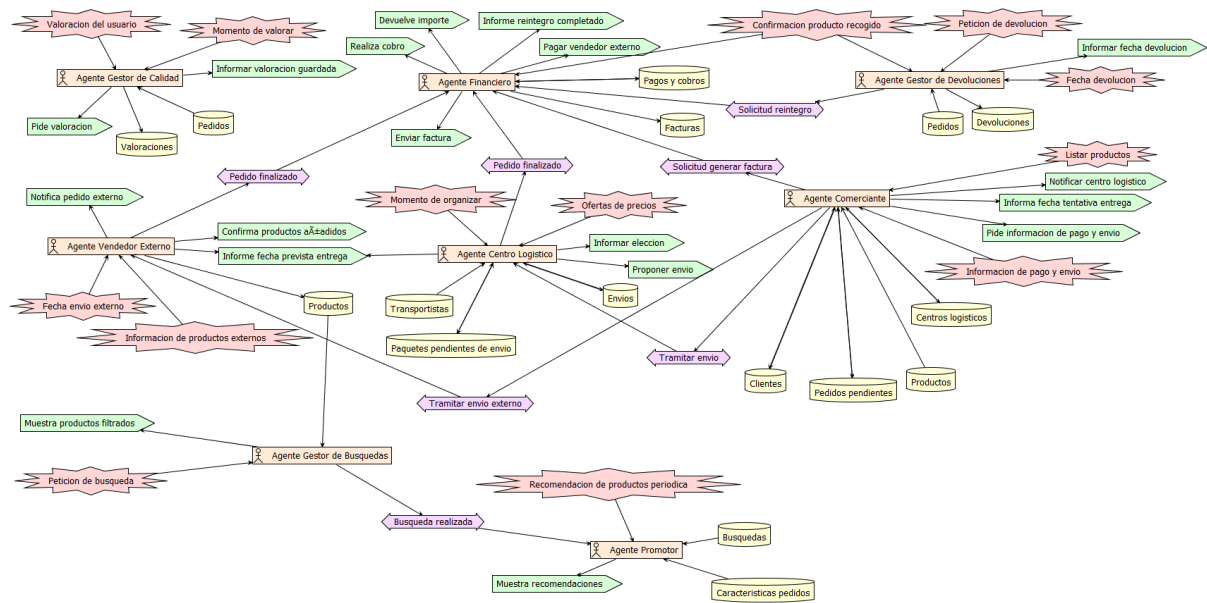 Valoracion del usuario
Momento de valorar
Devuelve importe
Informe reintegro completado
Confirmacion producto recogido
Peticion de devolucion
Realiza cobro
Pagar vendedor externo
Informar fecha devolucion
Agente Gestor de Calidad
Informar valoracion guardada
Agente Financiero
Pagos y cobros
Agente Gestor de Devoluciones
Fecha devolucion
Solicitud reintegro
Pide valoracion
Valoraciones
Pedidos
Enviar factura
Facturas
Pedidos
Devoluciones
Pedido finalizado
Pedido finalizado
Solicitud generar factura
Listar productos
Notificar centro logistico
Notifica pedido externo
Momento de organizar
Ofertas de precios
Agente Comerciante
Informa fecha tentativa entrega
Confirma productos aÃ±adidos
Pide informacion de pago y envio
Agente Vendedor Externo
Informe fecha prevista entrega
Agente Centro Logistico
Informar eleccion
Proponer envio
Informacion de pago y envio
Fecha envio externo
Productos
Transportistas
Envios
Centros logisticos
Informacion de productos externos
Paquetes pendientes de envio
Tramitar envio
Clientes
Pedidos pendientes
Productos
Tramitar envio externo
Muestra productos filtrados
Agente Gestor de Busquedas
Peticion de busqueda
Recomendacion de productos periodica
Busqueda realizada
Busquedas
Agente Promotor
Muestra recomendaciones
Caracteristicas pedidos